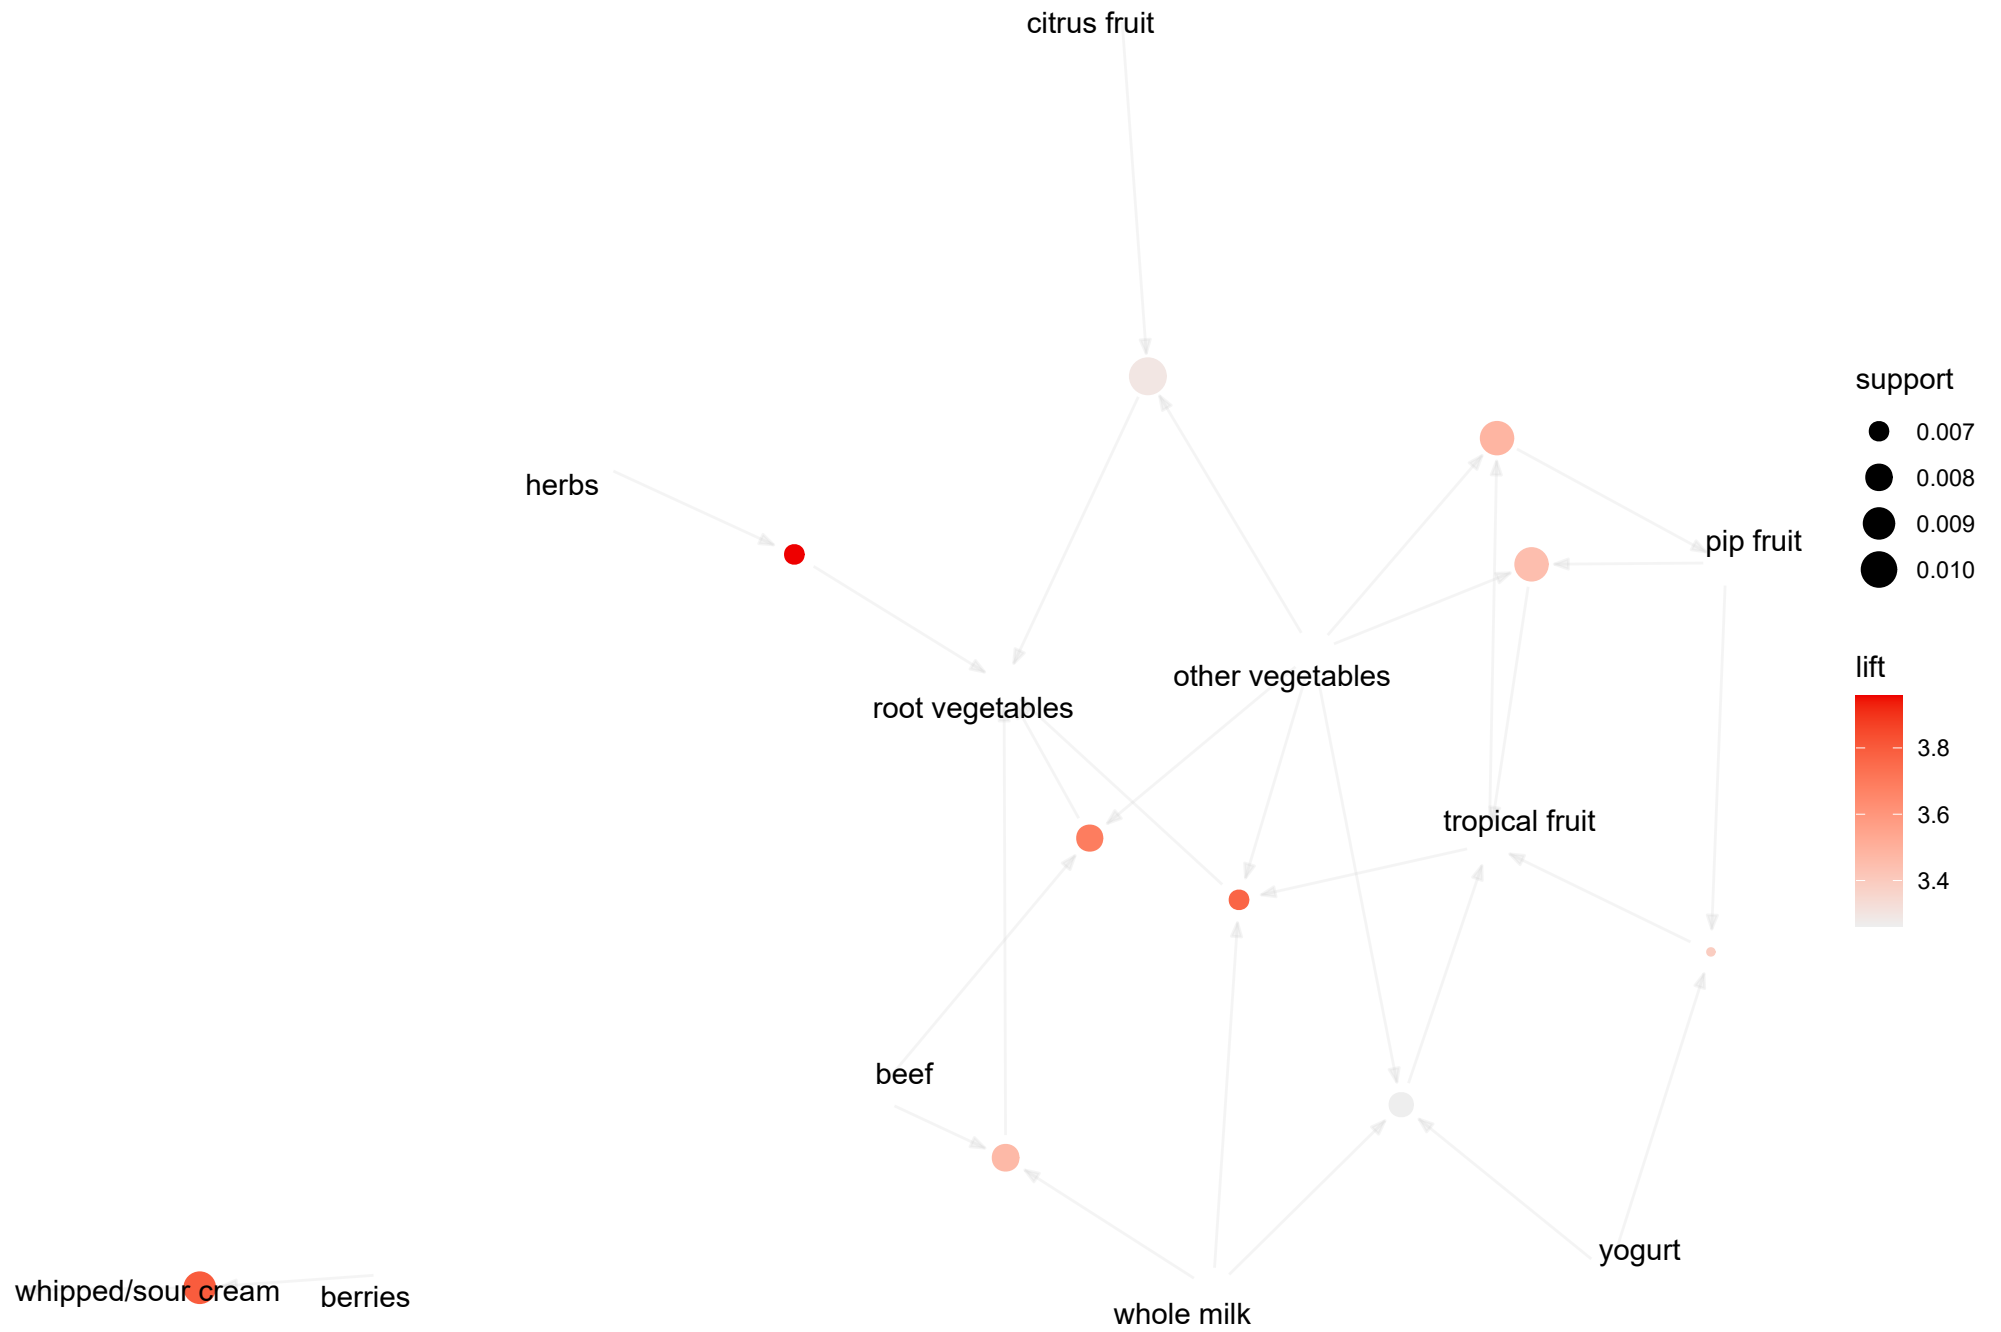 citrus fruit
support
0.007
herbs
0.008
0.009
pip fruit
0.010
lift
other vegetables
root vegetables
3.8
3.6
tropical fruit
3.4
beef
yogurt
whipped/sour cream
berries
whole milk